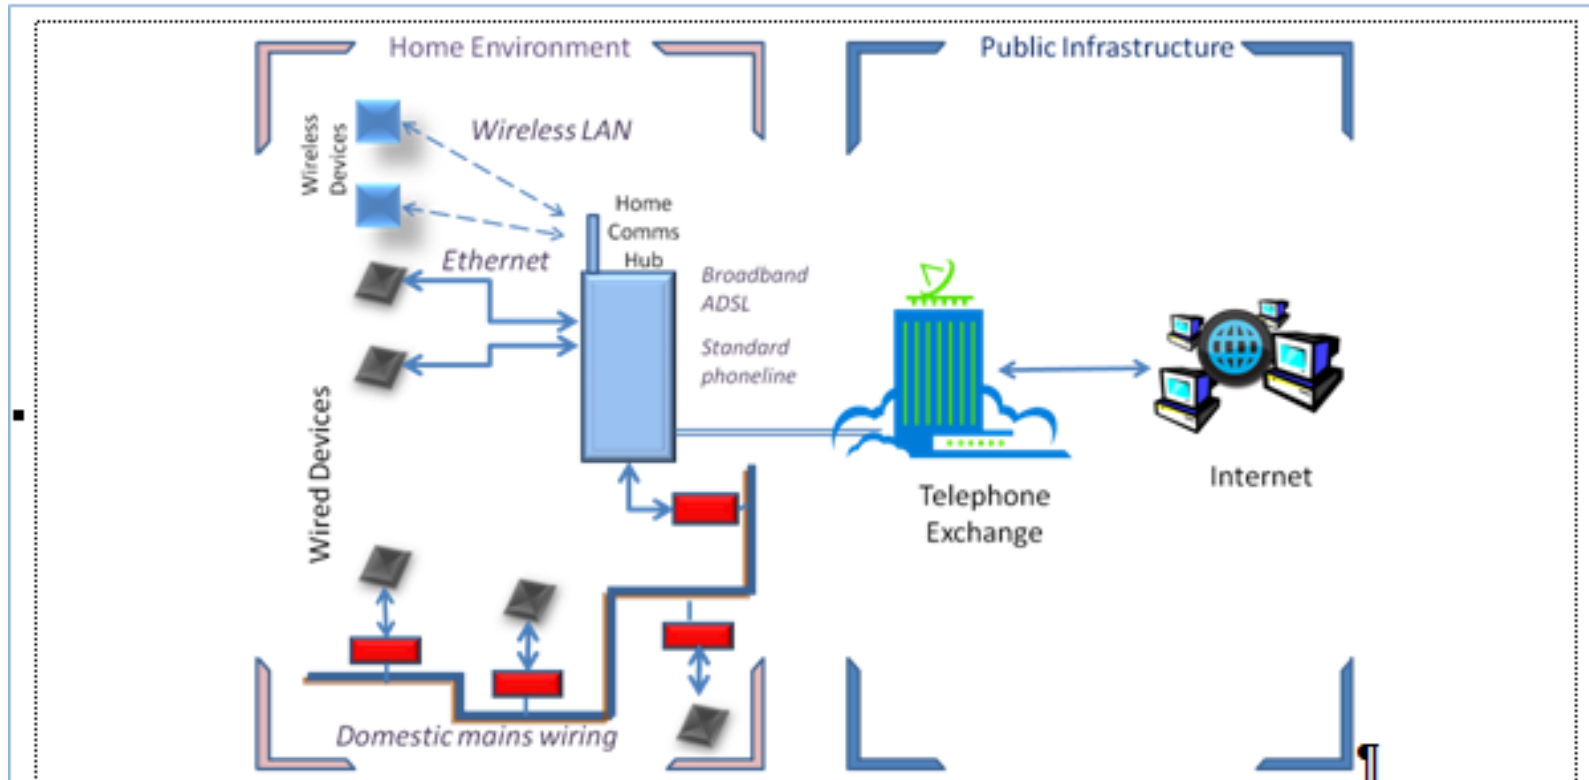 Home Environment
Public Infrastructure
Wireless
Devices
Wireless LAN
Home
Comms
Hub
Ethernet
Broadband
ADSL
Standard
phoneline
Wired Devices
Telephone
Exchange
Internet
Domestic mains wiring
¶